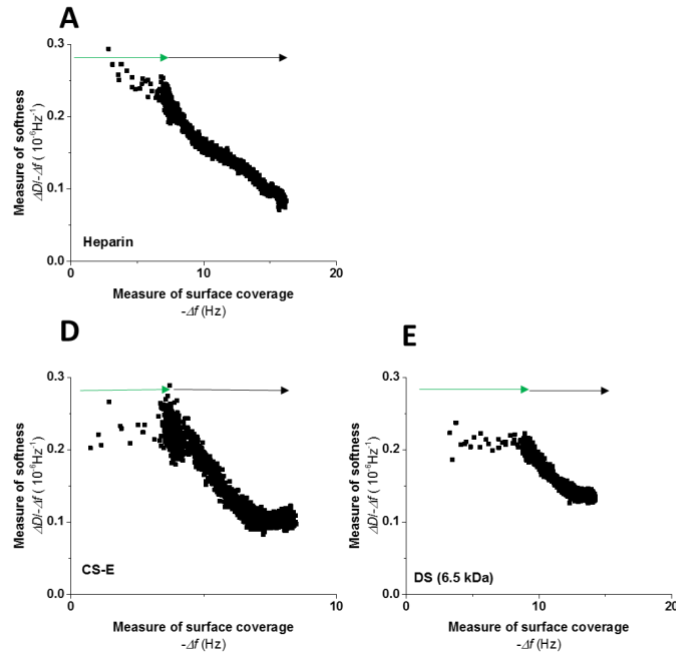 A
0.3
0.2
0.1
0.0
Measure of softness
ΔD/-Δf ( 10⁻⁶Hz⁻¹)
Heparin
0
10
20
Measure of surface coverage
-Δf (Hz)
D
0.3
0.2
0.1
0.0
Measure of softness
ΔD/-Δf ( 10⁻⁶Hz⁻¹)
CS-E
0
10
Measure of surface coverage
-Δf (Hz)
E
0.3
0.2
0.1
0.0
Measure of softness
ΔD/-Δf ( 10⁻⁶Hz⁻¹)
DS (6.5 kDa)
0
10
20
Measure of surface coverage
-Δf (Hz)